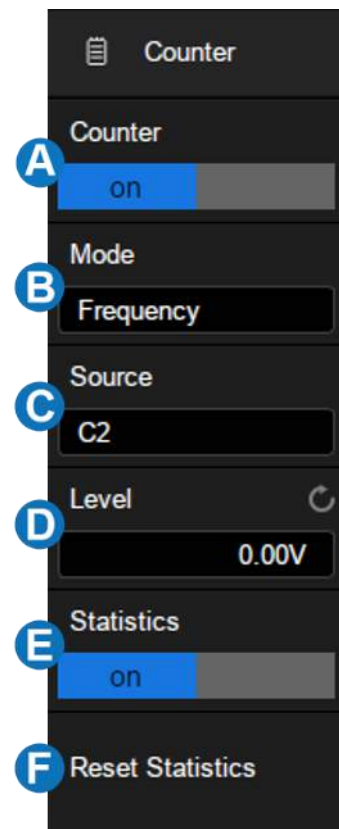 Counter
Counter
A
on
Mode
B
Frequency
Source
C
C2
Level
D
0.00V
Statistics
E
on
F Reset Statistics